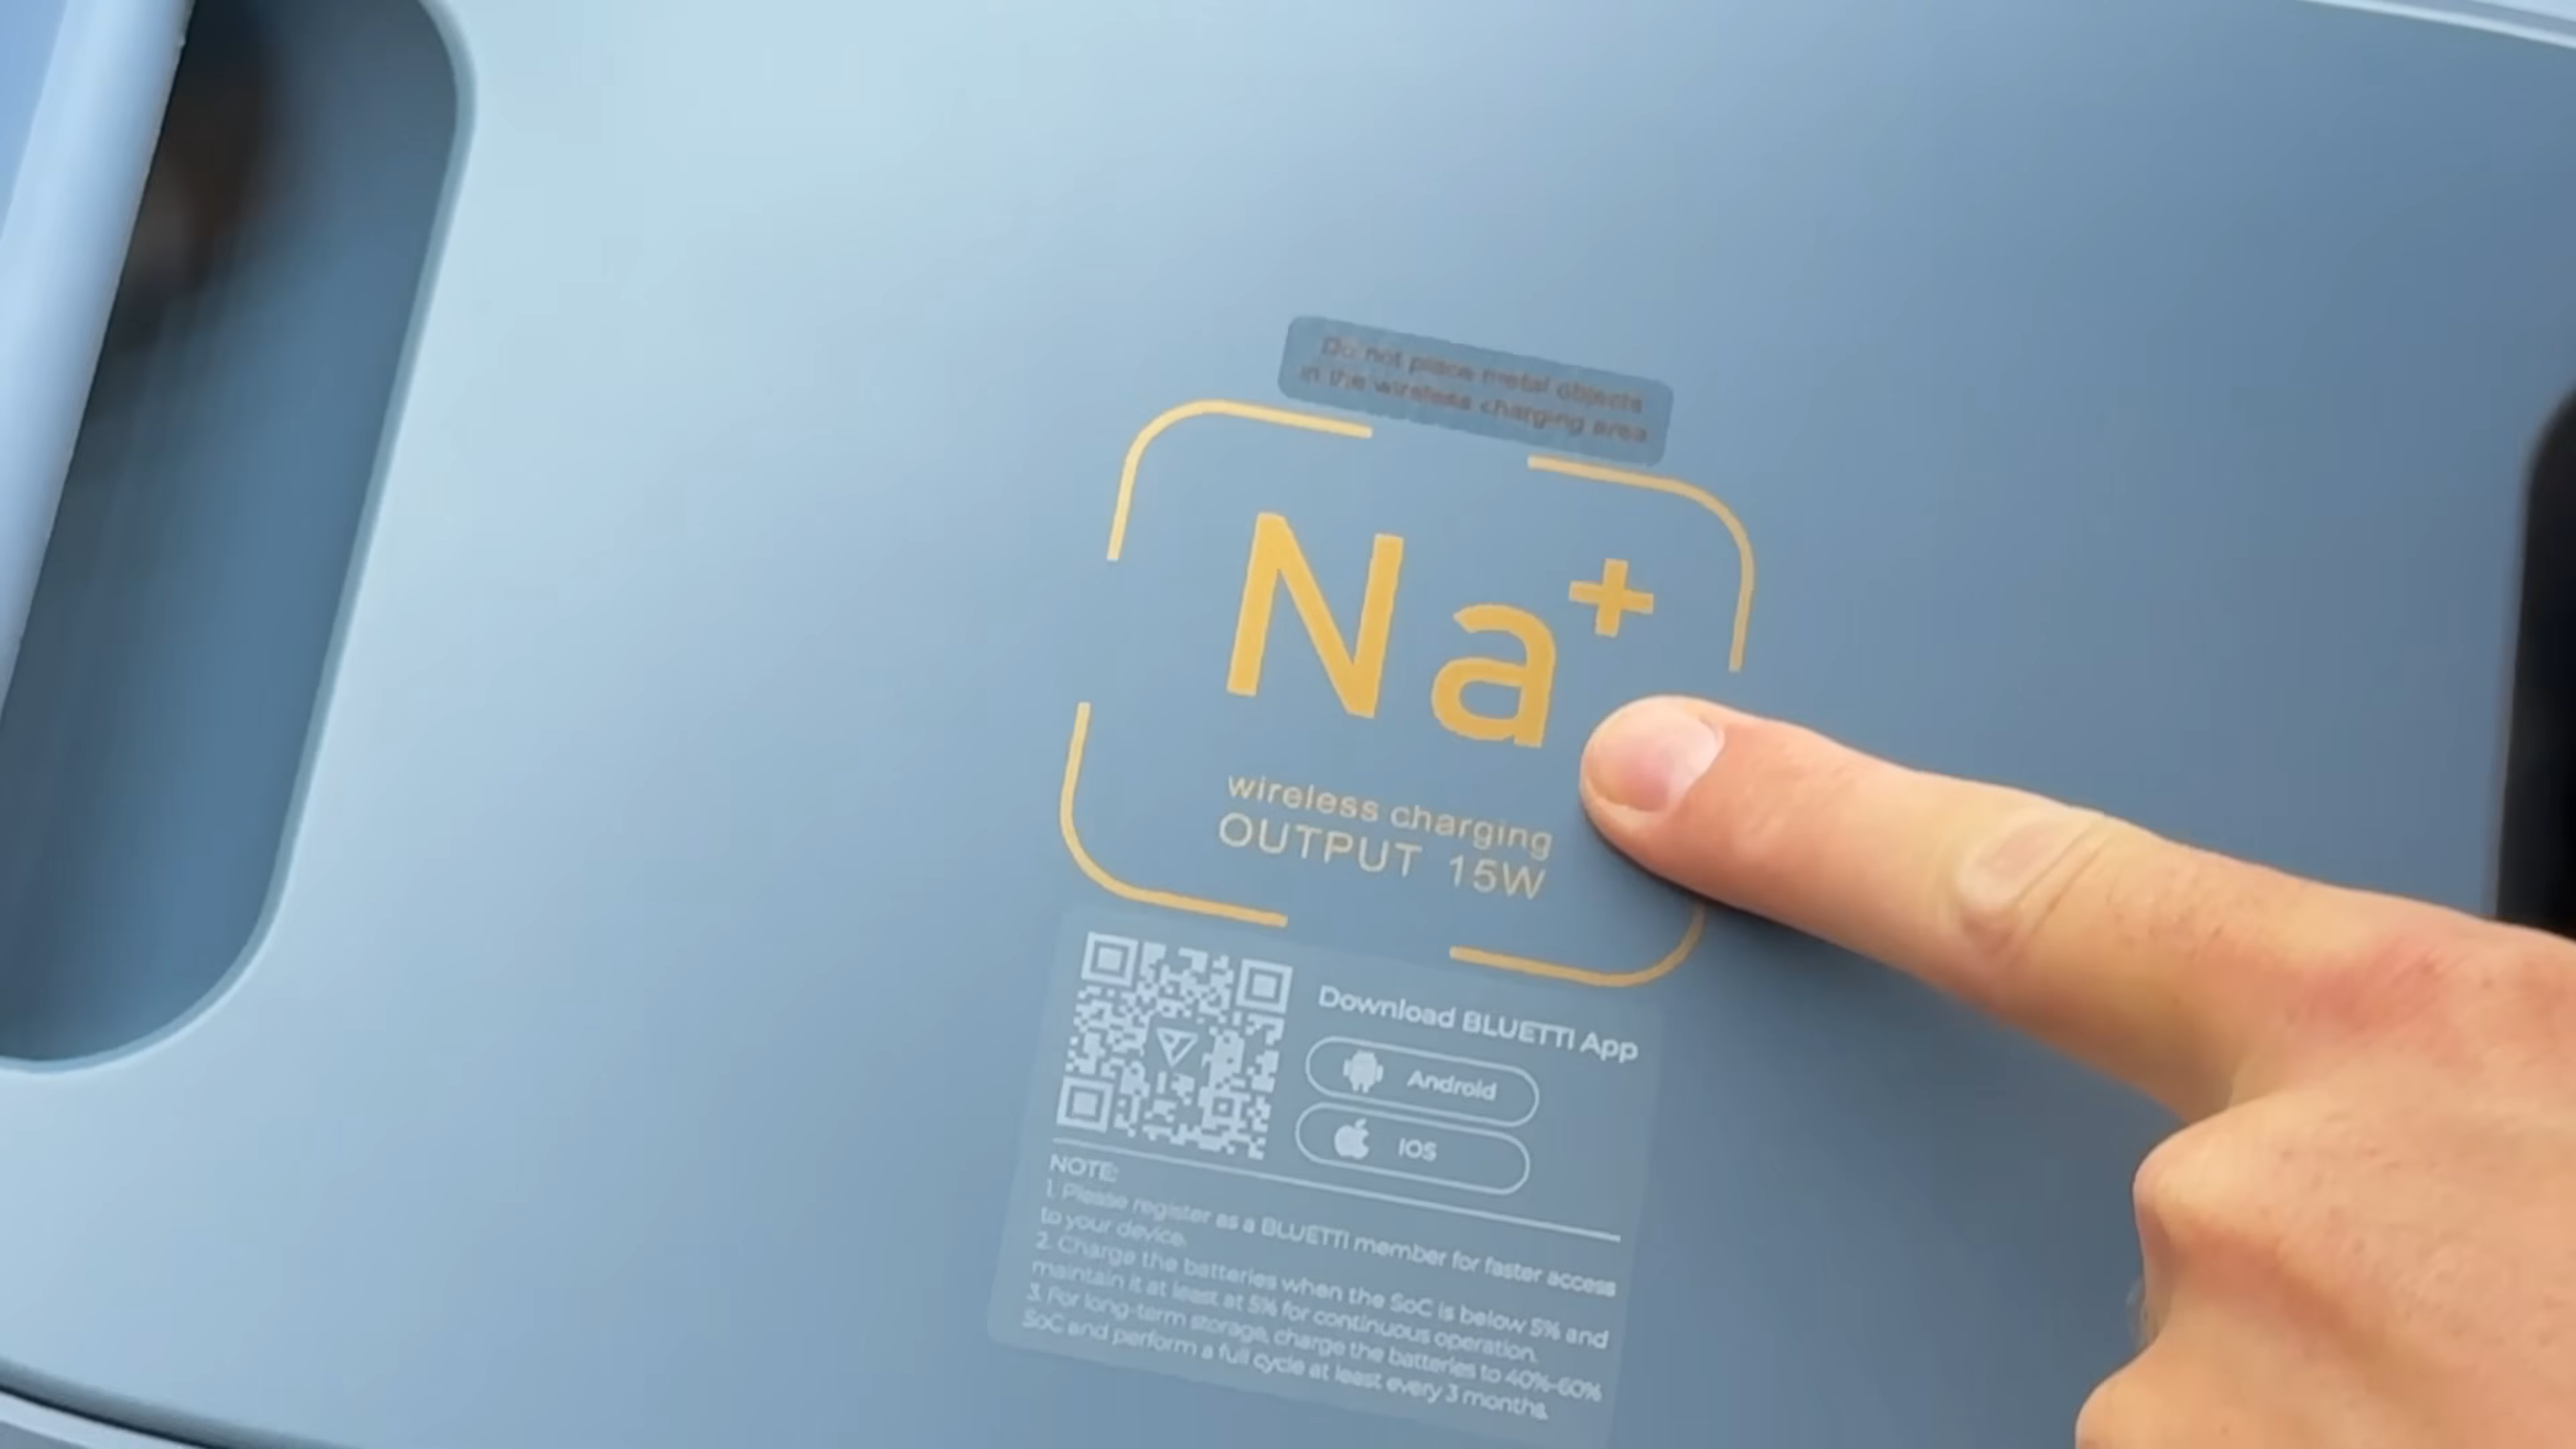 Do not place metal objects
in the wireless charging area
Na+
wireless charging
OUTPUT 15W
Download BLUETTI App
Android
IOS
NOTE:
1. Please register as a BLUETTI member for faster access
to your device.
2. Charge the batteries when the SoC is below 5% and
maintain it at least at 5% for continuous operation.
3. For long-term storage, charge the batteries to 40%-60%
SoC and perform a full cycle at least every 3 months.